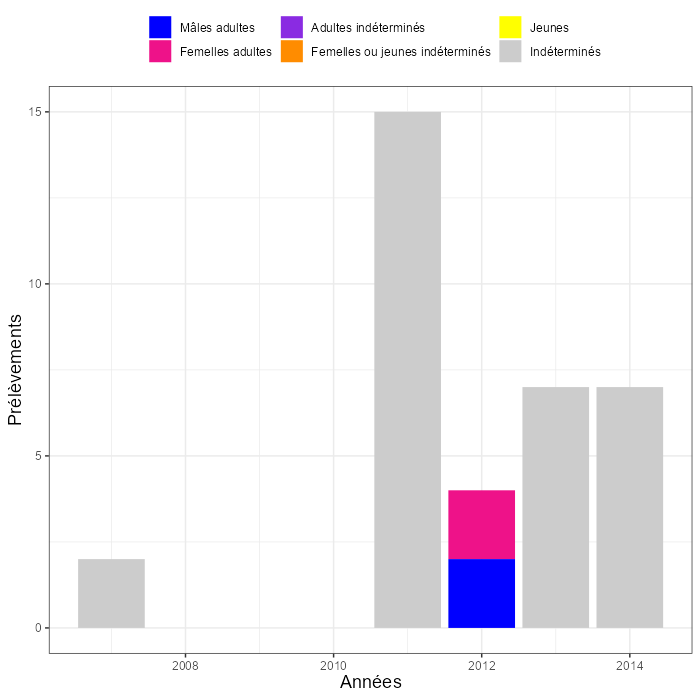 Mâles adultes Adultes indéterminés Jeunes
Femelles adultes Femelles ou jeunes indéterminés Indéterminés
15
10
5
0
Prélèvements
2008 2010 2012 2014
Années